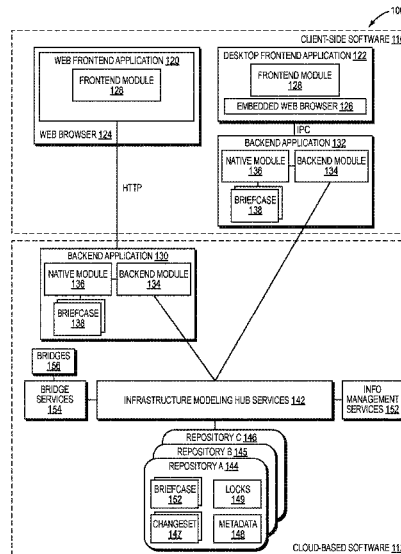 100
CLIENT-SIDE SOFTWARE 11
WEB FRONTEND APPLICATION 120
FRONTEND MODULE
128
WEB BROWSER 124
DESKTOP FRONTEND APPLICATION 122
FRONTEND MODULE
128
EMBEDDED WEB BROWSER 126
IPC
BACKEND APPLICATION 132
NATIVE MODULE
136
BACKEND MODULE
134
BRIEFCASE
138
HTTP
BACKEND APPLICATION 130
NATIVE MODULE
136
BACKEND MODULE
134
BRIEFCASE
138
BRIDGES
156
BRIDGE
SERVICES
154
INFRASTRUCTURE MODELING HUB SERVICES 142
INFO
MANAGEMENT
SERVICES 152
REPOSITORY C 146
REPOSITORY B 145
REPOSITORY A 144
BRIEFCASE
152
LOCKS
149
CHANGESET
147
METADATA
148
CLOUD-BASED SOFTWARE 11